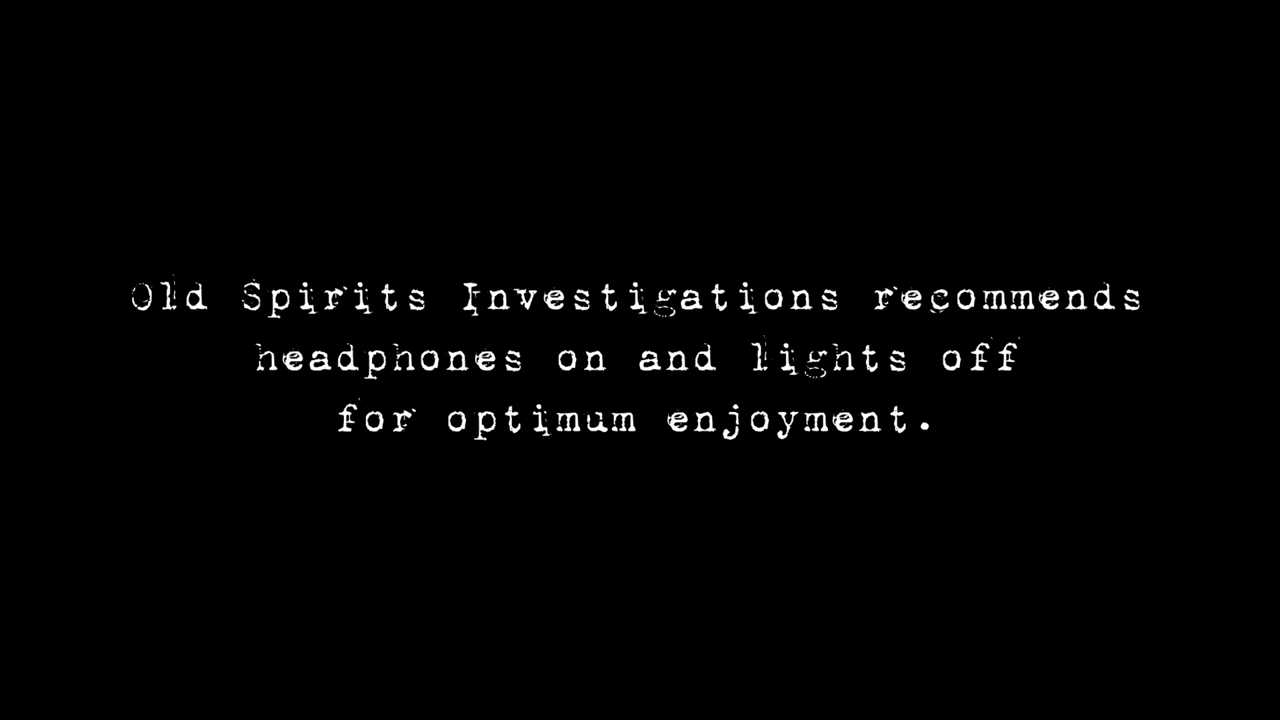 Old Spirits Investigations recommends
headphones on and lights off
for optimum enjoyment.